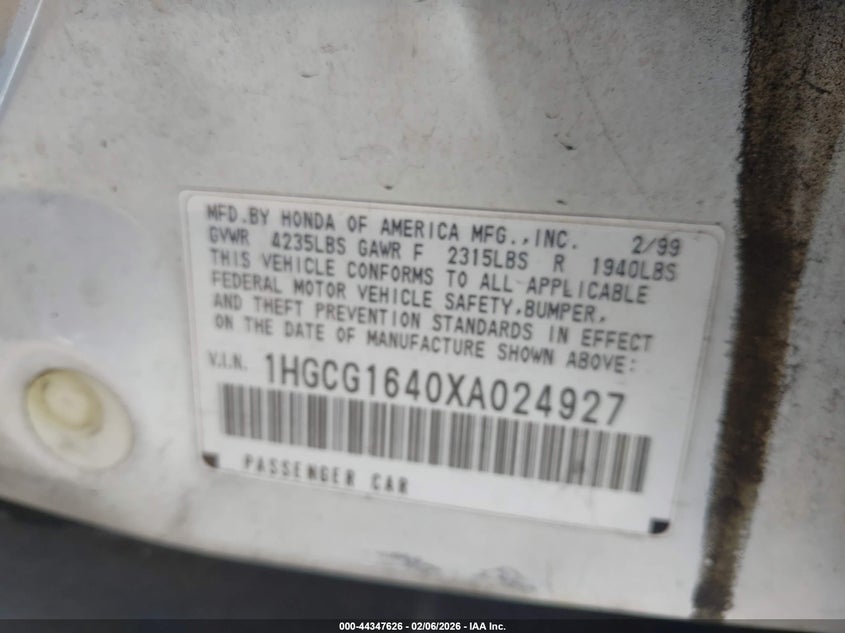 MFD.BY HONDA OF AMERICA MFG.,INC. 2/99
GVWR 4235LBS GAWR F 2315LBS R 1940LBS
THIS VEHICLE CONFORMS TO ALL APPLICABLE
FEDERAL MOTOR VEHICLE SAFETY,BUMPER,
AND THEFT PREVENTION STANDARDS IN EFFECT
ON THE DATE OF MANUFACTURE SHOWN ABOVE:
V.I.N. 1HGCG1640XA024927
PASSENGER CAR
000-44347626 - 02/06/2026 - IAA Inc.